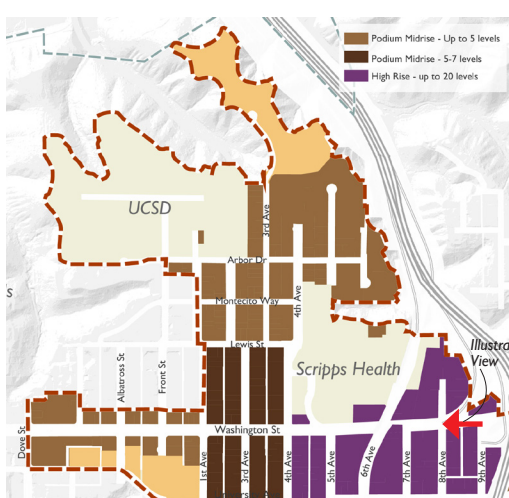 Podium Midrise - Up to 5 levels
Podium Midrise - 5-7 levels
High Rise - up to 20 levels
UCSD
3rd Ave
Arbor Dr
Montecito Way
4th Ave
Lewis St
S
Albatross St
Front St
Scripps Health
Illustra
View
Dove St
Washington St
1st Ave
3rd Ave
4th Ave
5th Ave
6th Ave
7th Ave
8th Ave
9th Ave